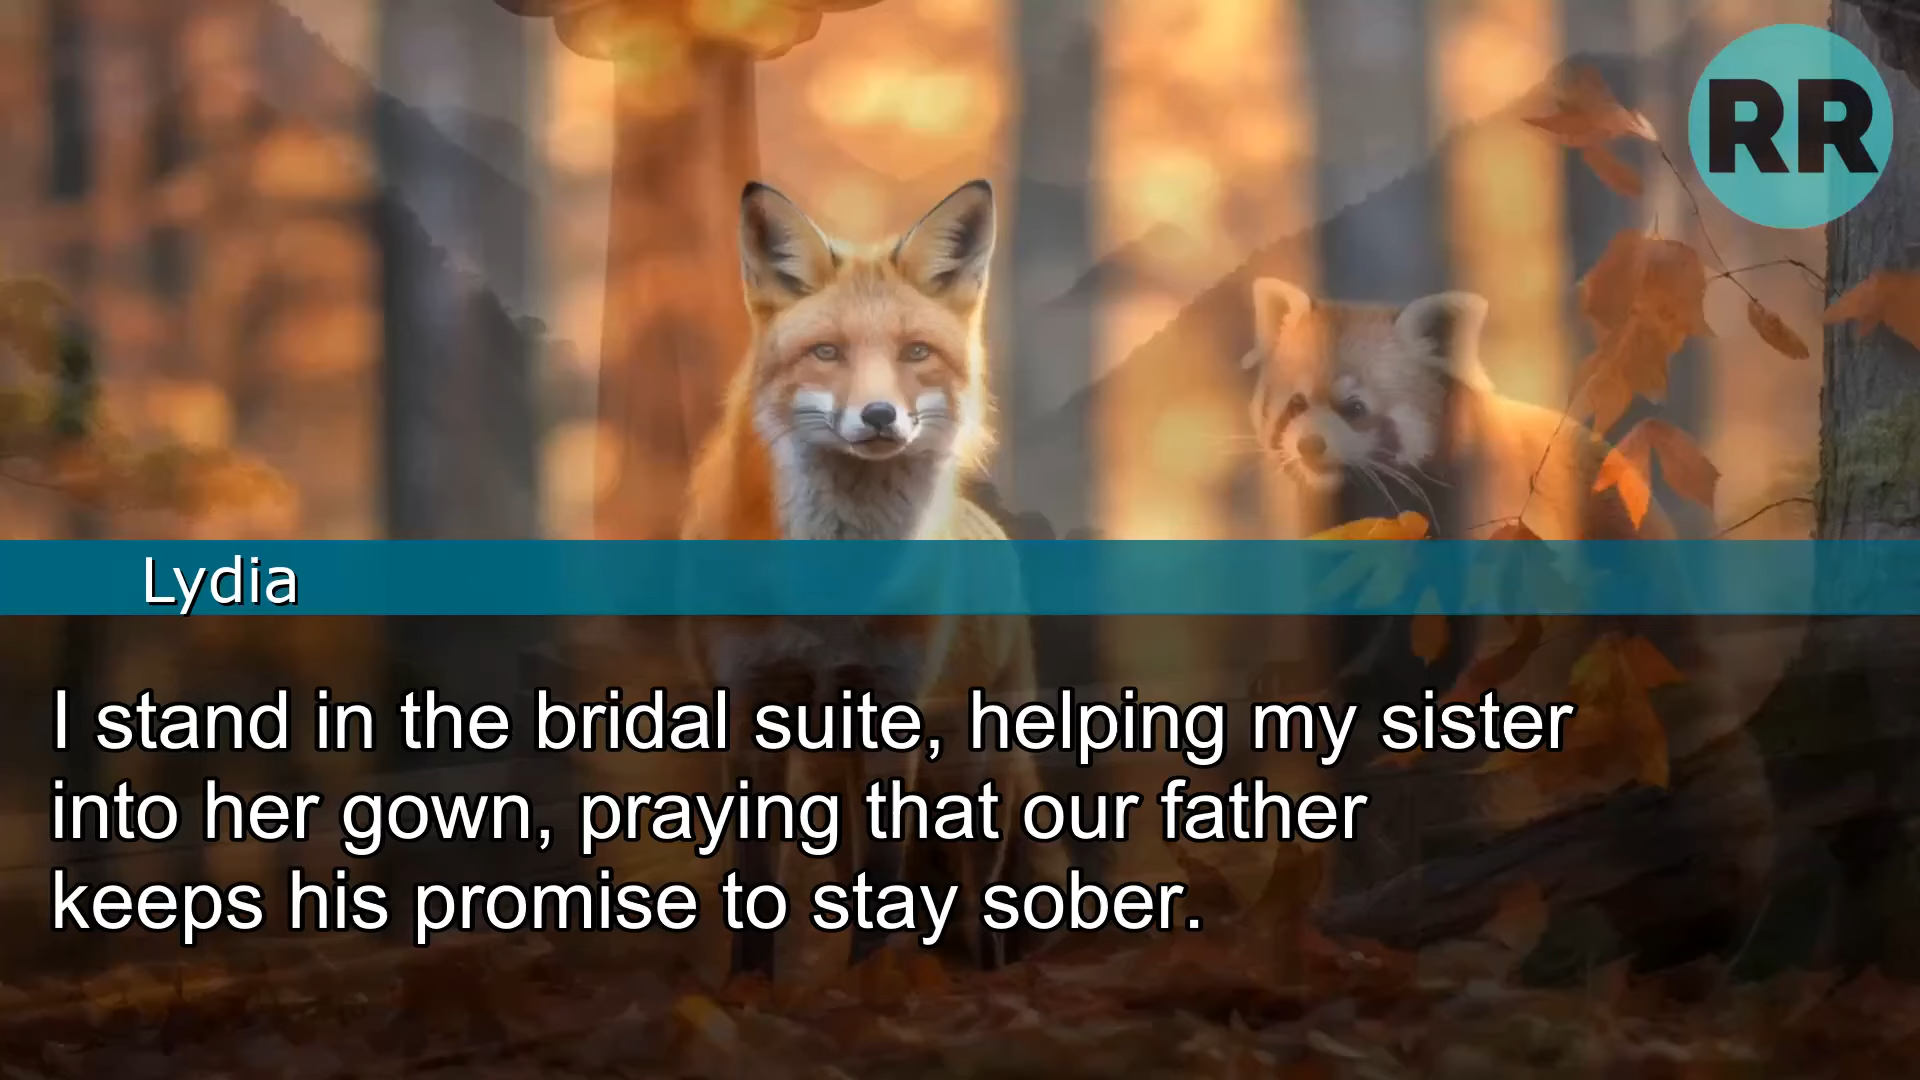 RR
Lydia
I stand in the bridal suite, helping my sister
into her gown, praying that our father
keeps his promise to stay sober.